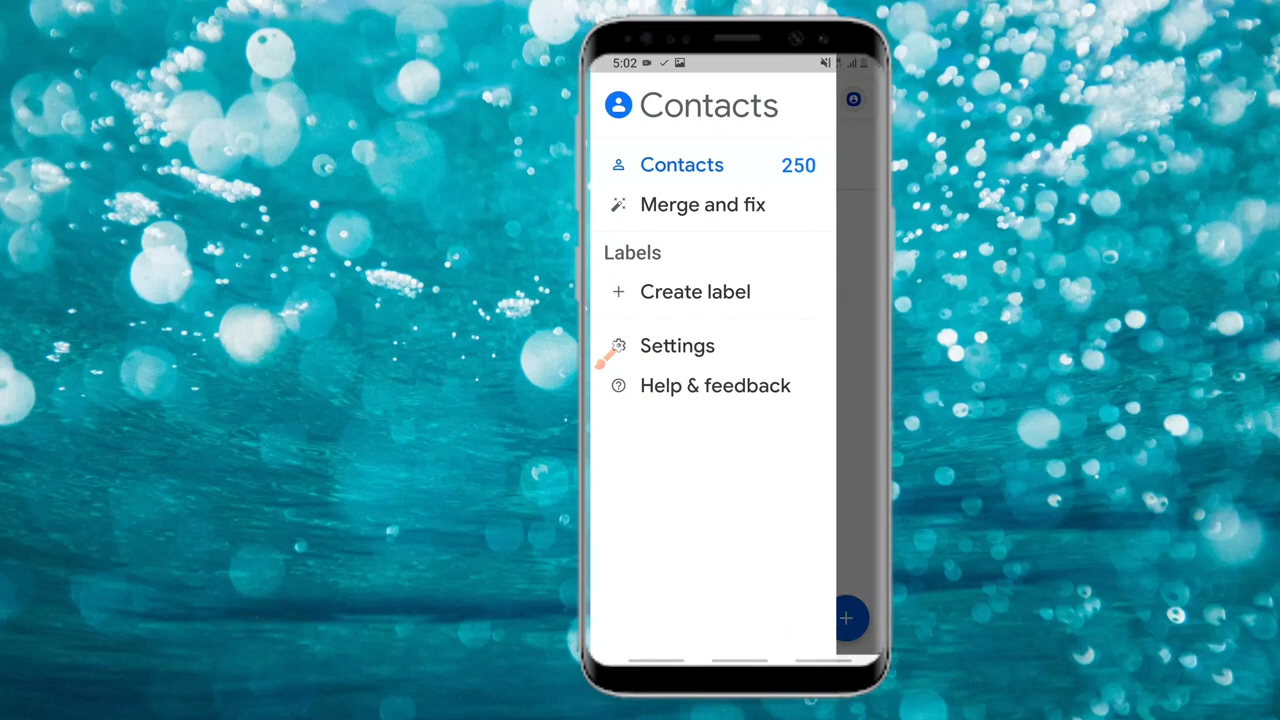 5:02
Contacts
Contacts 250
Merge and fix
Labels
Create label
Settings
Help & feedback